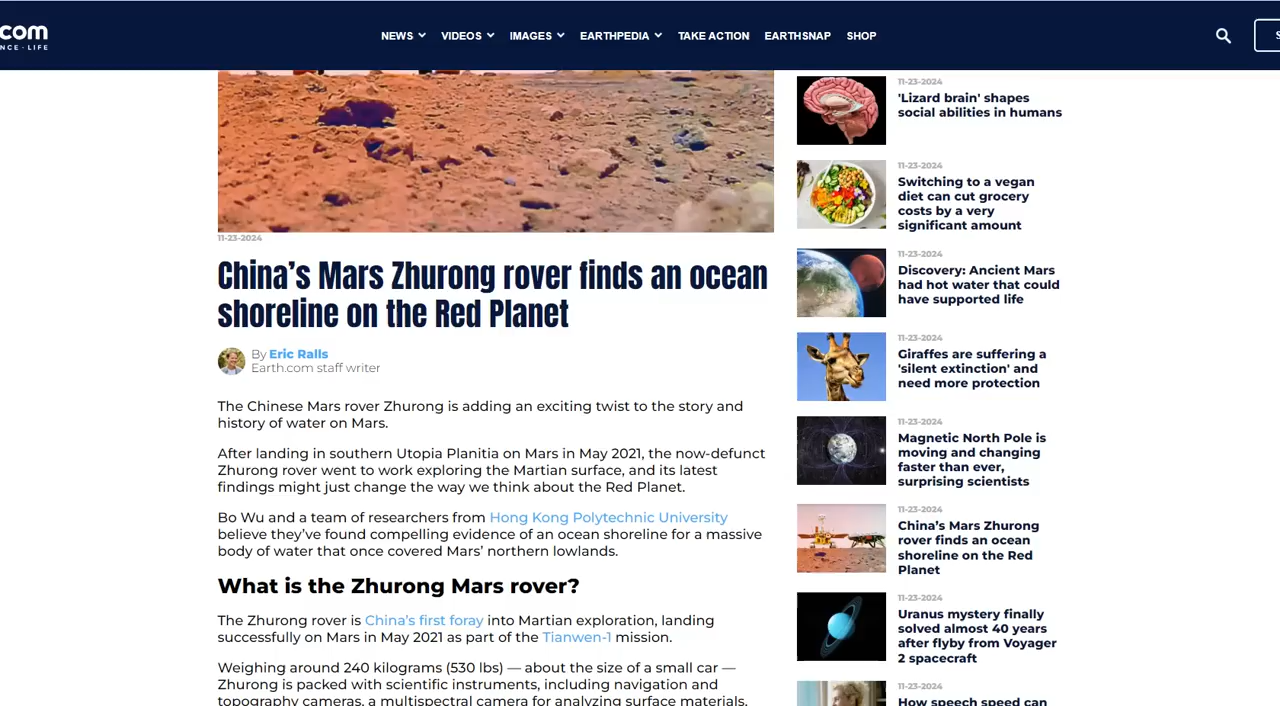 com
NCE · LIFE
NEWS
VIDEOS
IMAGES
EARTHPEDIA
TAKE ACTION
EARTHSNAP
SHOP
11-23-2024
China's Mars Zhurong rover finds an ocean
shoreline on the Red Planet
By Eric Ralls
Earth.com staff writer
The Chinese Mars rover Zhurong is adding an exciting twist to the story and
history of water on Mars.
After landing in southern Utopia Planitia on Mars in May 2021, the now-defunct
Zhurong rover went to work exploring the Martian surface, and its latest
findings might just change the way we think about the Red Planet.
Bo Wu and a team of researchers from Hong Kong Polytechnic University
believe they've found compelling evidence of an ocean shoreline for a massive
body of water that once covered Mars' northern lowlands.
What is the Zhurong Mars rover?
The Zhurong rover is China's first foray into Martian exploration, landing
successfully on Mars in May 2021 as part of the Tianwen-1 mission.
Weighing around 240 kilograms (530 lbs) — about the size of a small car —
Zhurong is packed with scientific instruments, including navigation and
topography cameras, a multispectral camera for analyzing surface materials,
11-23-2024
'Lizard brain' shapes
social abilities in humans
11-23-2024
Switching to a vegan
diet can cut grocery
costs by a very
significant amount
11-23-2024
Discovery: Ancient Mars
had hot water that could
have supported life
11-23-2024
Giraffes are suffering a
'silent extinction' and
need more protection
11-23-2024
Magnetic North Pole is
moving and changing
faster than ever,
surprising scientists
11-23-2024
China's Mars Zhurong
rover finds an ocean
shoreline on the Red
Planet
11-23-2024
Uranus mystery finally
solved almost 40 years
after flyby from Voyager
2 spacecraft
11-23-2024
How speech speed can